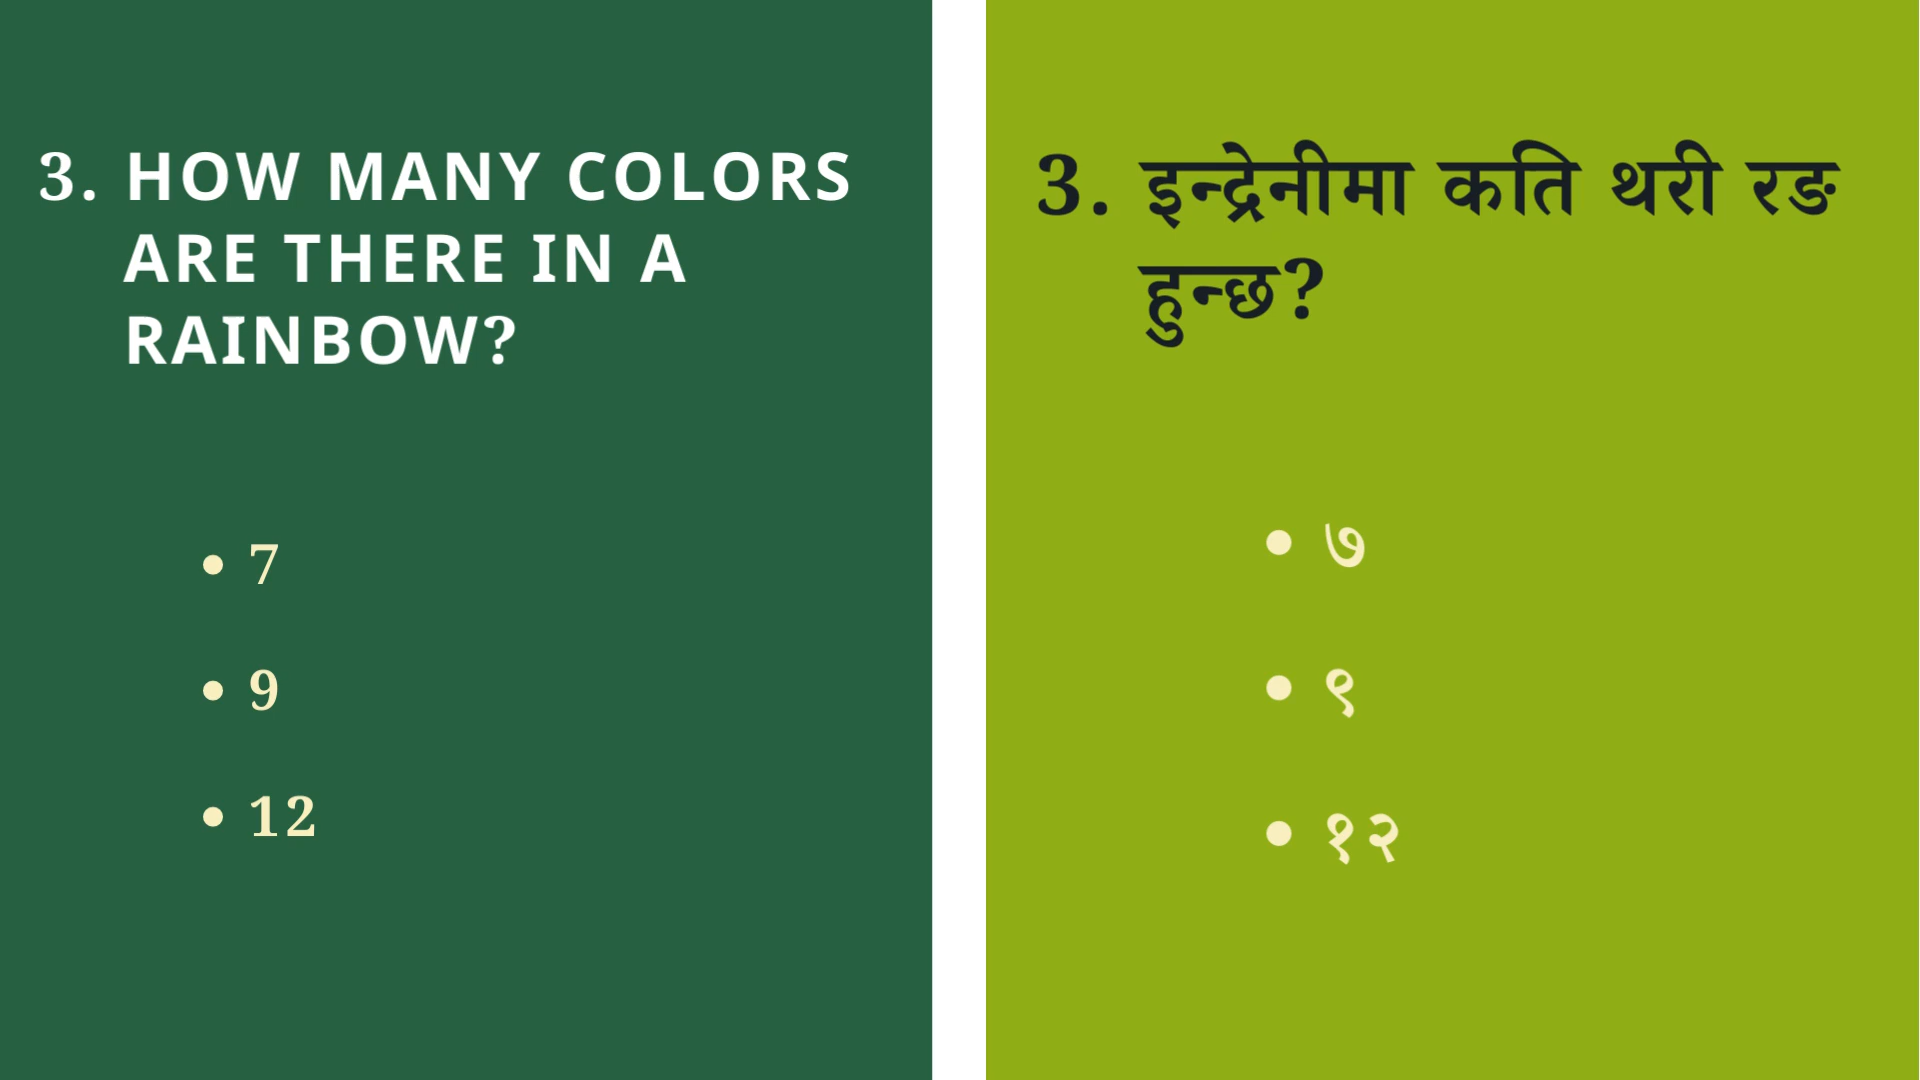 3. HOW MANY COLORS
ARE THERE IN A
RAINBOW?
• 7
• 9
• 12
3. इन्द्रेनीमा कति थरी रङ
हुन्छ?
• ७
• ९
• १२